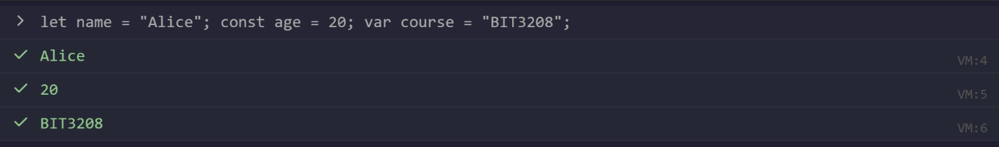 let name = "Alice"; const age = 20; var course = "BIT3208";
Alice VM:4
20 VM:5
BIT3208 VM:6